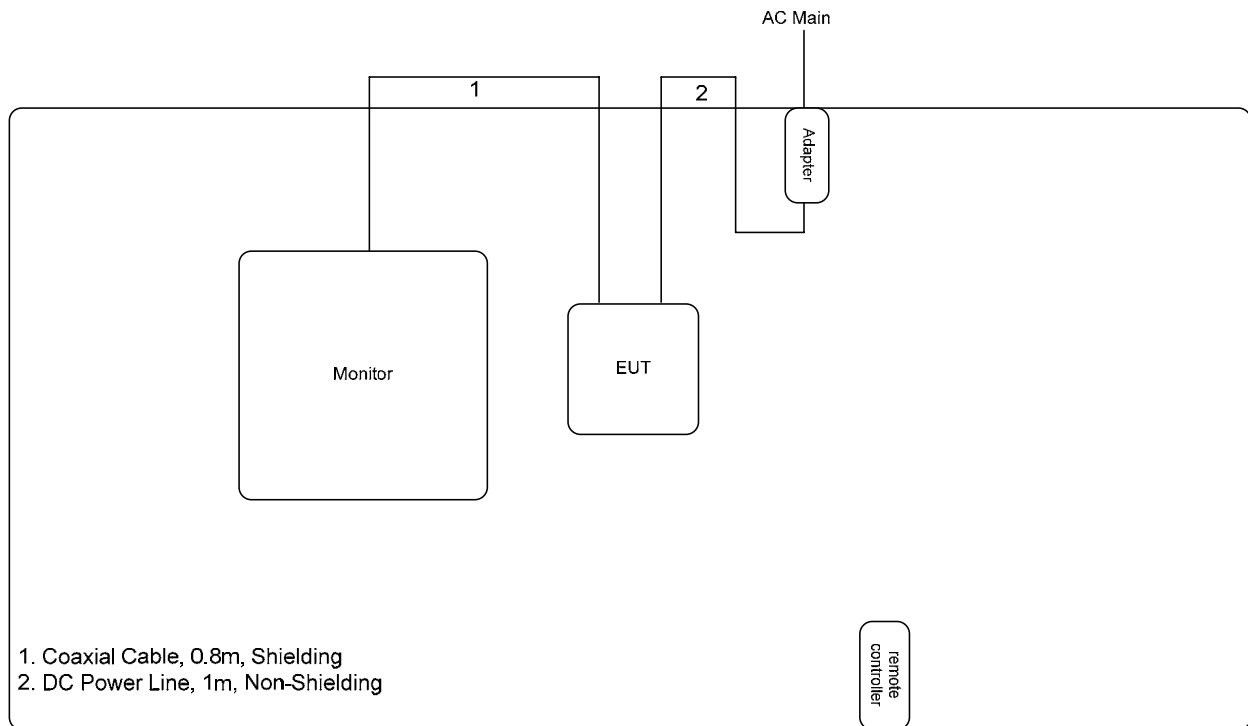 AC Main
1
2
Adapter
Monitor
EUT
1. Coaxial Cable, 0.8m, Shielding
2. DC Power Line, 1m, Non-Shielding
remote
controller